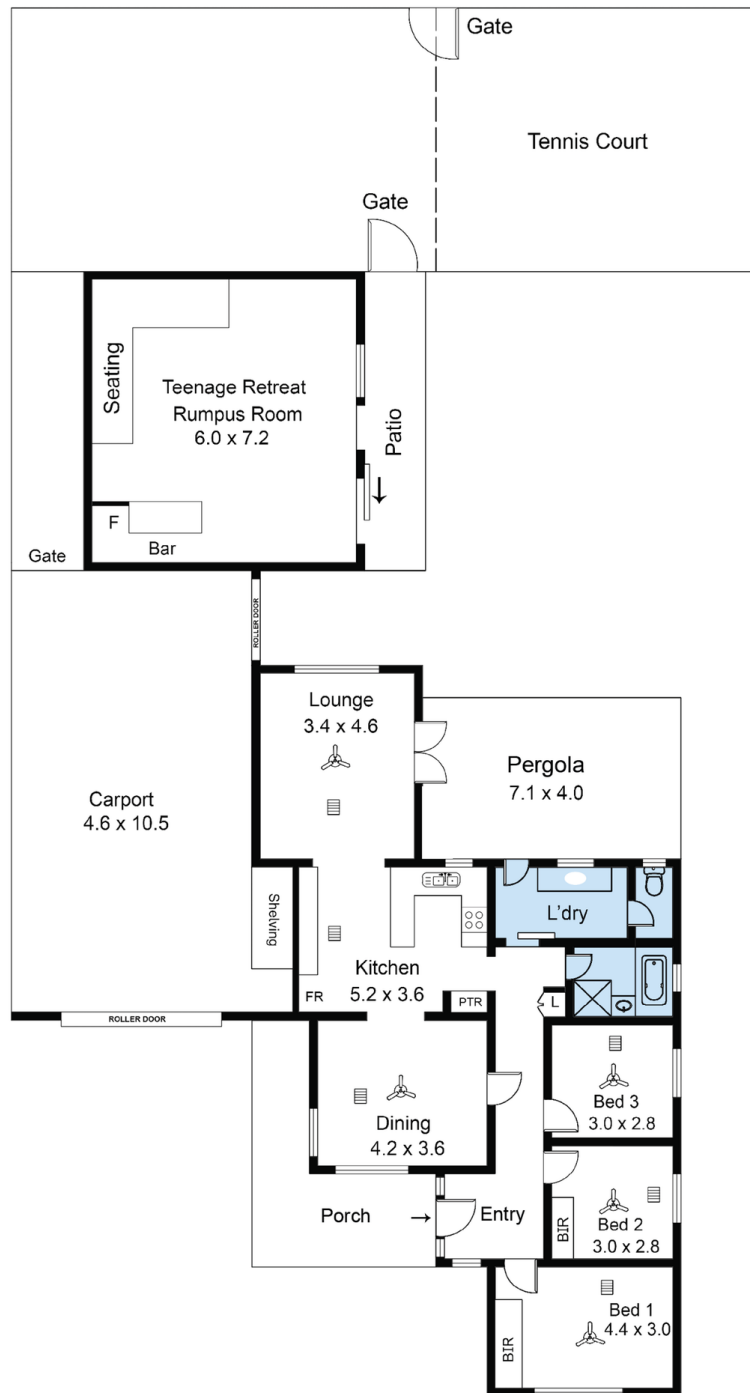 Gate
Tennis Court
Gate
Seating
Teenage Retreat
Rumpus Room
6.0 x 7.2
Patio
F
Bar
Gate
ROLLER DOOR
Lounge
3.4 x 4.6
Pergola
7.1 x 4.0
Carport
4.6 x 10.5
Shelving
L'dry
Kitchen
5.2 x 3.6
FR
PTR
L
ROLLER DOOR
Dining
4.2 x 3.6
Bed 3
3.0 x 2.8
Porch
Entry
BIR
Bed 2
3.0 x 2.8
BIR
Bed 1
4.4 x 3.0